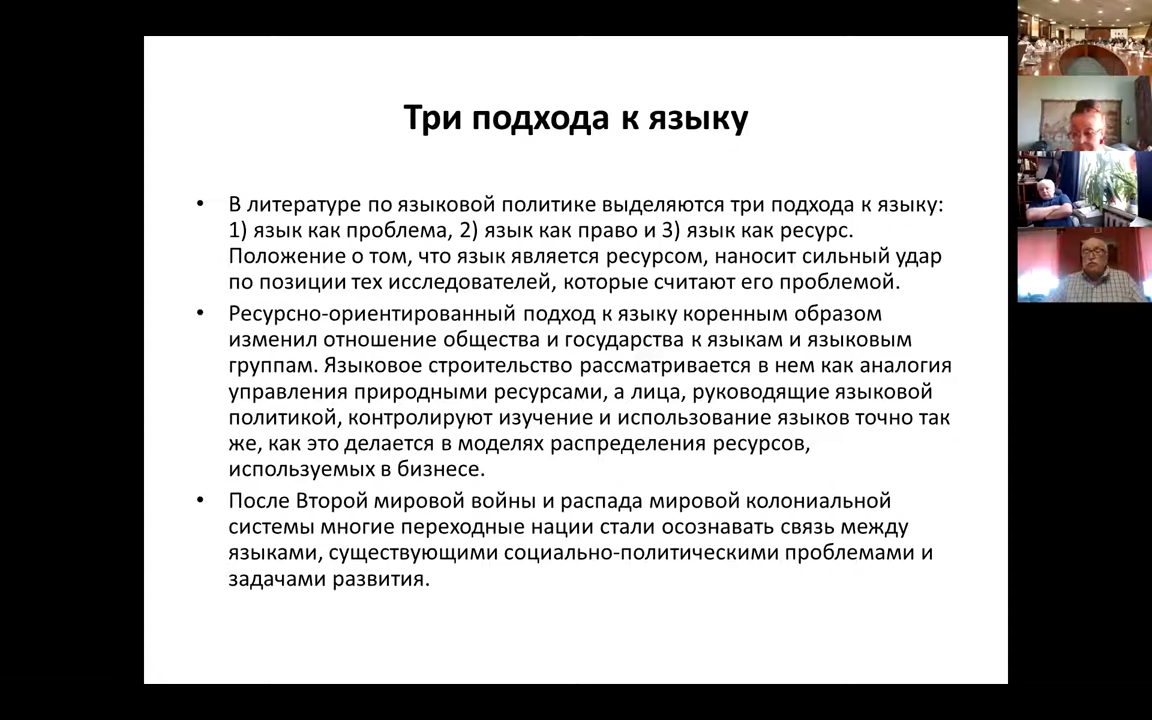 Три подхода к языку
• В литературе по языковой политике выделяются три подхода к языку:
1) язык как проблема, 2) язык как право и 3) язык как ресурс.
Положение о том, что язык является ресурсом, наносит сильный удар
по позиции тех исследователей, которые считают его проблемой.
• Ресурсно-ориентированный подход к языку коренным образом
изменил отношение общества и государства к языкам и языковым
группам. Языковое строительство рассматривается в нем как аналогия
управления природными ресурсами, а лица, руководящие языковой
политикой, контролируют изучение и использование языков точно так
же, как это делается в моделях распределения ресурсов,
используемых в бизнесе.
• После Второй мировой войны и распада мировой колониальной
системы многие переходные нации стали осознавать связь между
языками, существующими социально-политическими проблемами и
задачами развития.